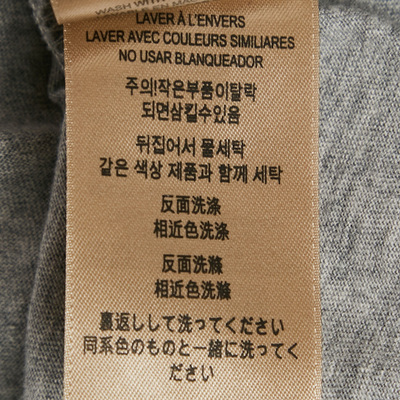 WASH WITH
LAVER À L'ENVERS
LAVER AVEC COULEURS SIMILIARES
NO USAR BLANQUEADOR
주의!작은부품이탈락
되면삼킬수있음
뒤집어서 물세탁
같은 색상 제품과 함께 세탁
反面洗涤
相近色洗涤
反面洗滌
相近色洗滌
裏返しして洗ってください
同系色のものと一緒に洗ってくく
ださい